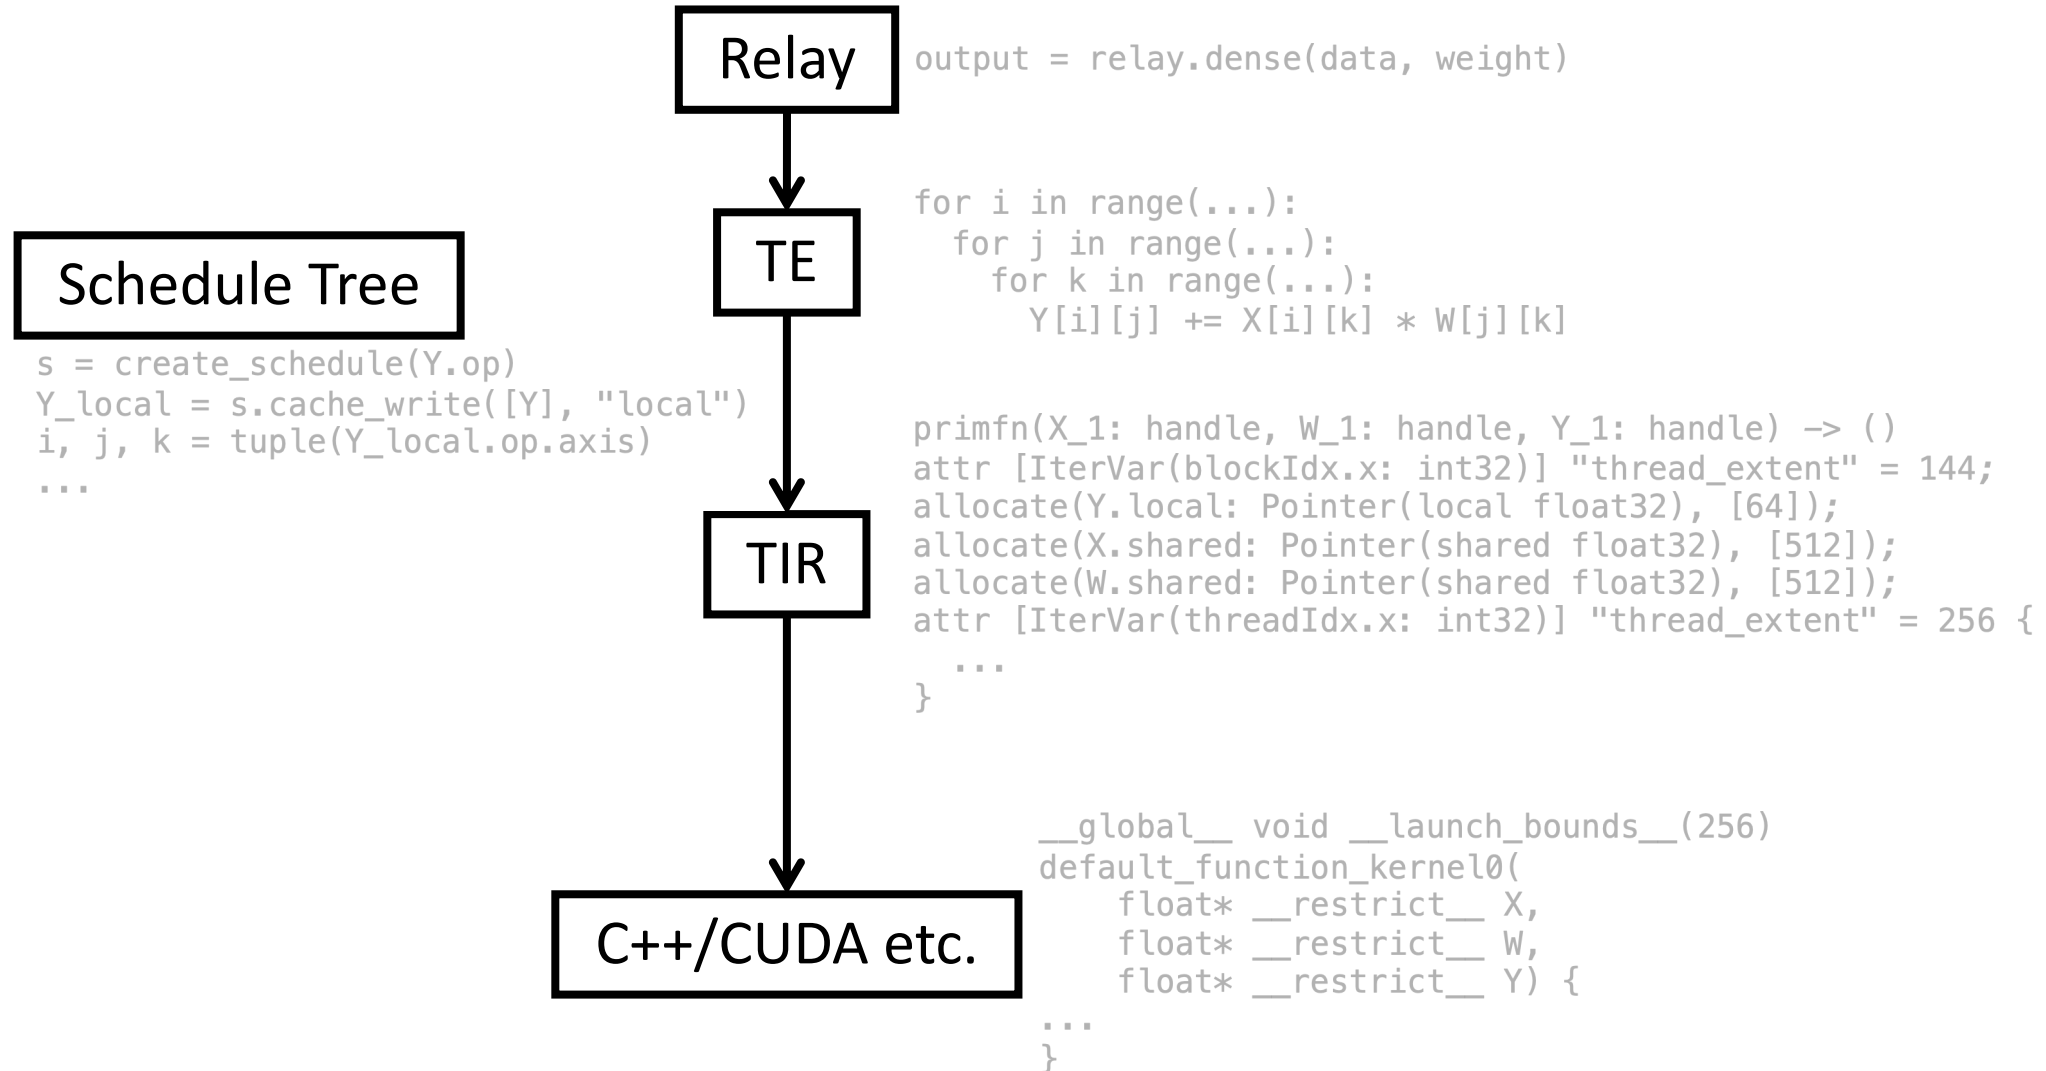 Relay
output = relay.dense(data, weight)
TE
for i in range(...):
  for j in range(...):
    for k in range(...):
      Y[i][j] += X[i][k] * W[j][k]
Schedule Tree
s = create_schedule(Y.op)
Y_local = s.cache_write([Y], "local")
i, j, k = tuple(Y_local.op.axis)
...
TIR
primfn(X_1: handle, W_1: handle, Y_1: handle) -> ()
attr [IterVar(blockIdx.x: int32)] "thread_extent" = 144;
allocate(Y.local: Pointer(local float32), [64]);
allocate(X.shared: Pointer(shared float32), [512]);
allocate(W.shared: Pointer(shared float32), [512]);
attr [IterVar(threadIdx.x: int32)] "thread_extent" = 256 {
  ...
}
C++/CUDA etc.
__global__ void __launch_bounds__(256)
default_function_kernel0(
    float* __restrict__ X,
    float* __restrict__ W,
    float* __restrict__ Y) {
...
}